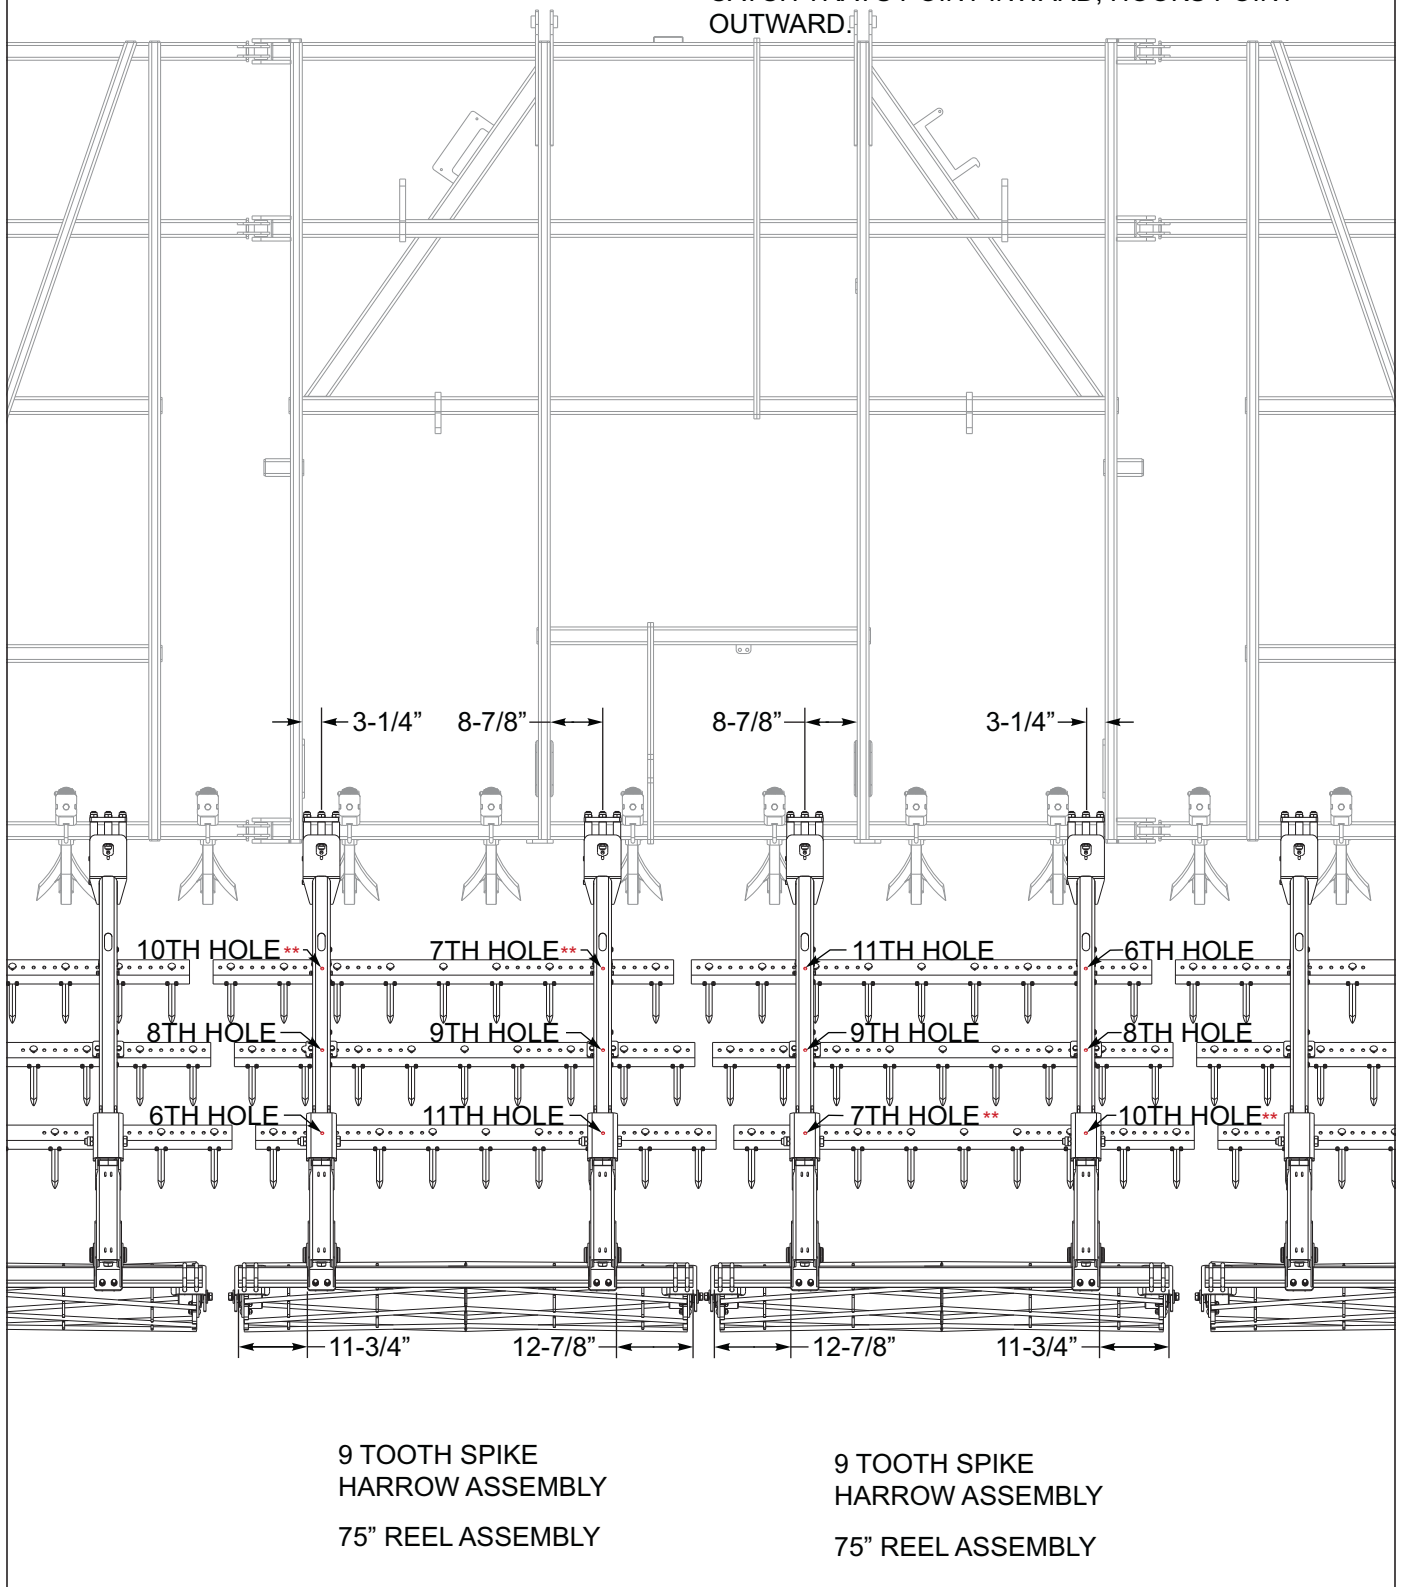 OUTWARD.
3-1/4” 8-7/8” 8-7/8” 3-1/4”
10TH HOLE** 7TH HOLE** 11TH HOLE 6TH HOLE
8TH HOLE 9TH HOLE 9TH HOLE 8TH HOLE
6TH HOLE 11TH HOLE 7TH HOLE** 10TH HOLE**
11-3/4” 12-7/8” 12-7/8” 11-3/4”
9 TOOTH SPIKE
HARROW ASSEMBLY
75” REEL ASSEMBLY
9 TOOTH SPIKE
HARROW ASSEMBLY
75” REEL ASSEMBLY